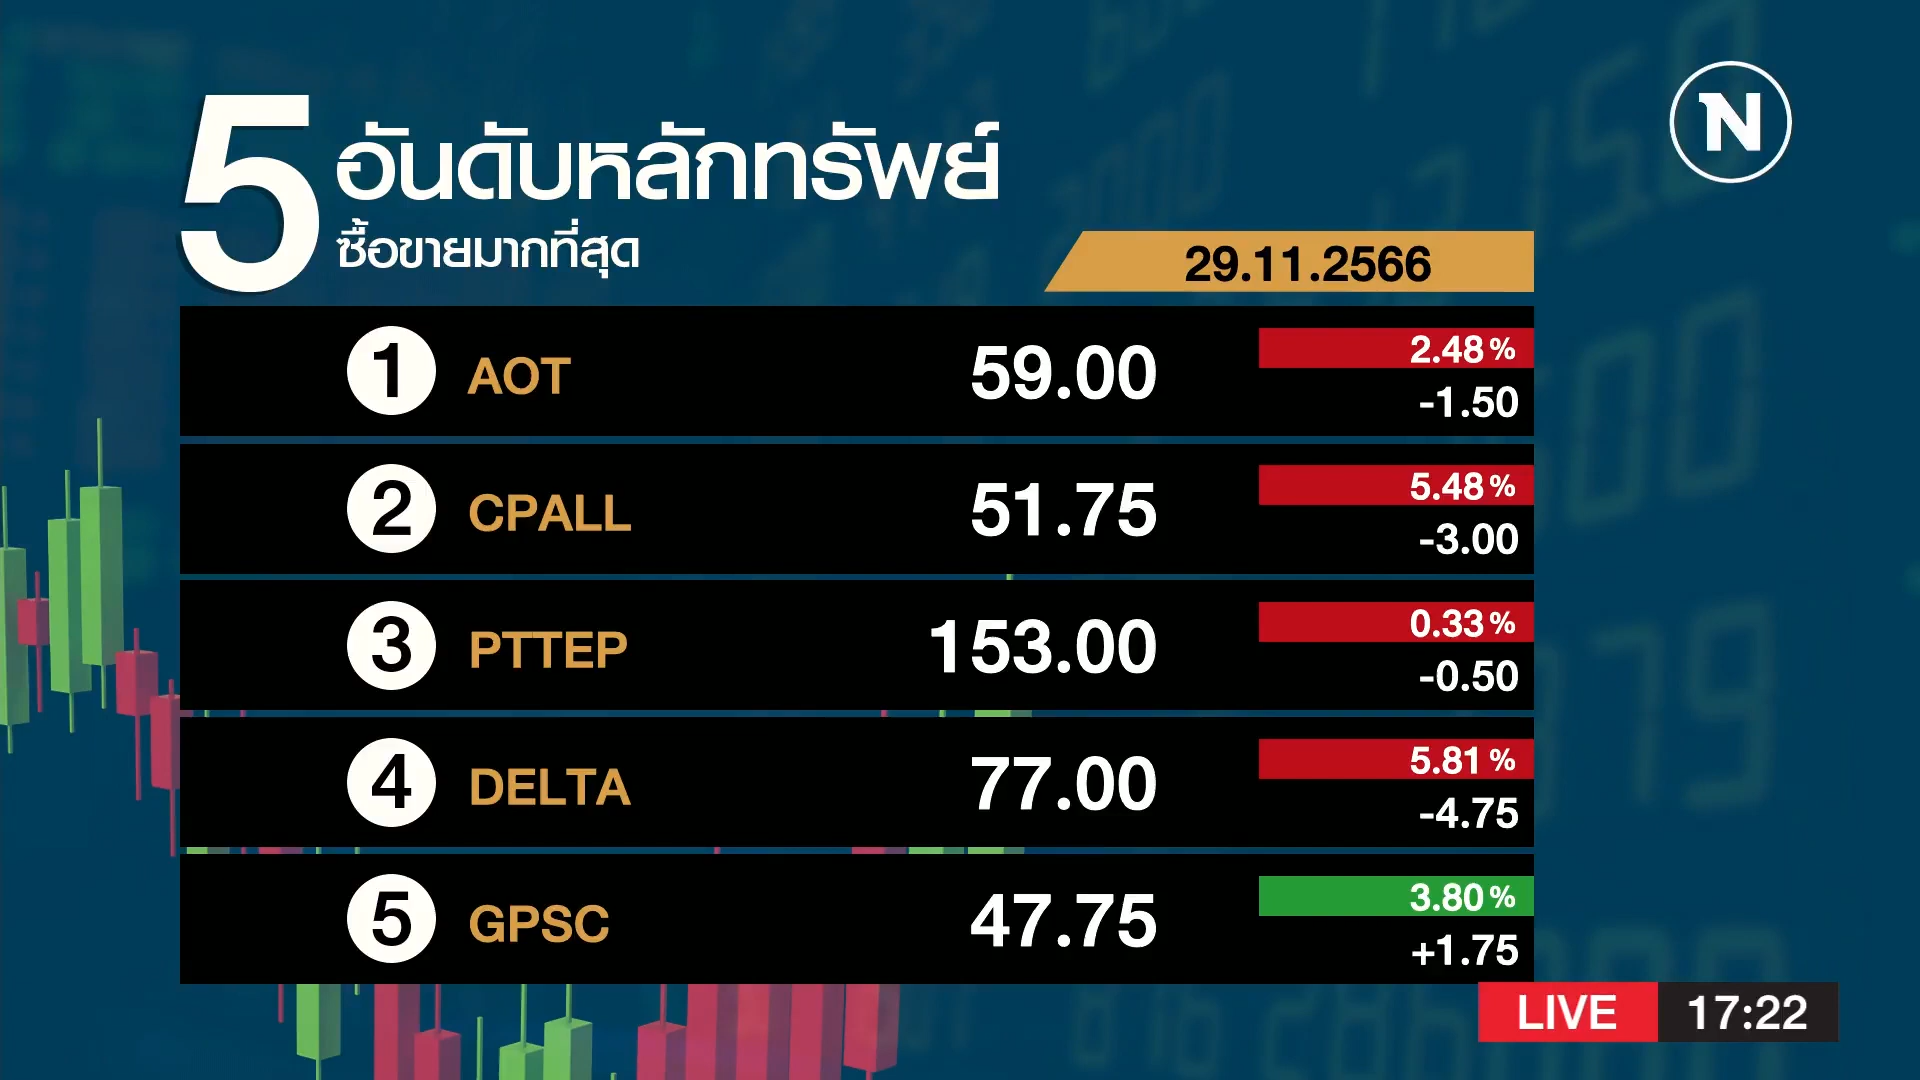 5 อันดับหลักทรัพย์
ซื้อขายมากที่สุด
N
29.11.2566
1 AOT 59.00 2.48%
-1.50
2 CPALL 51.75 5.48%
-3.00
3 PTTEP 153.00 0.33%
-0.50
4 DELTA 77.00 5.81%
-4.75
5 GPSC 47.75 3.80%
+1.75
LIVE 17:22